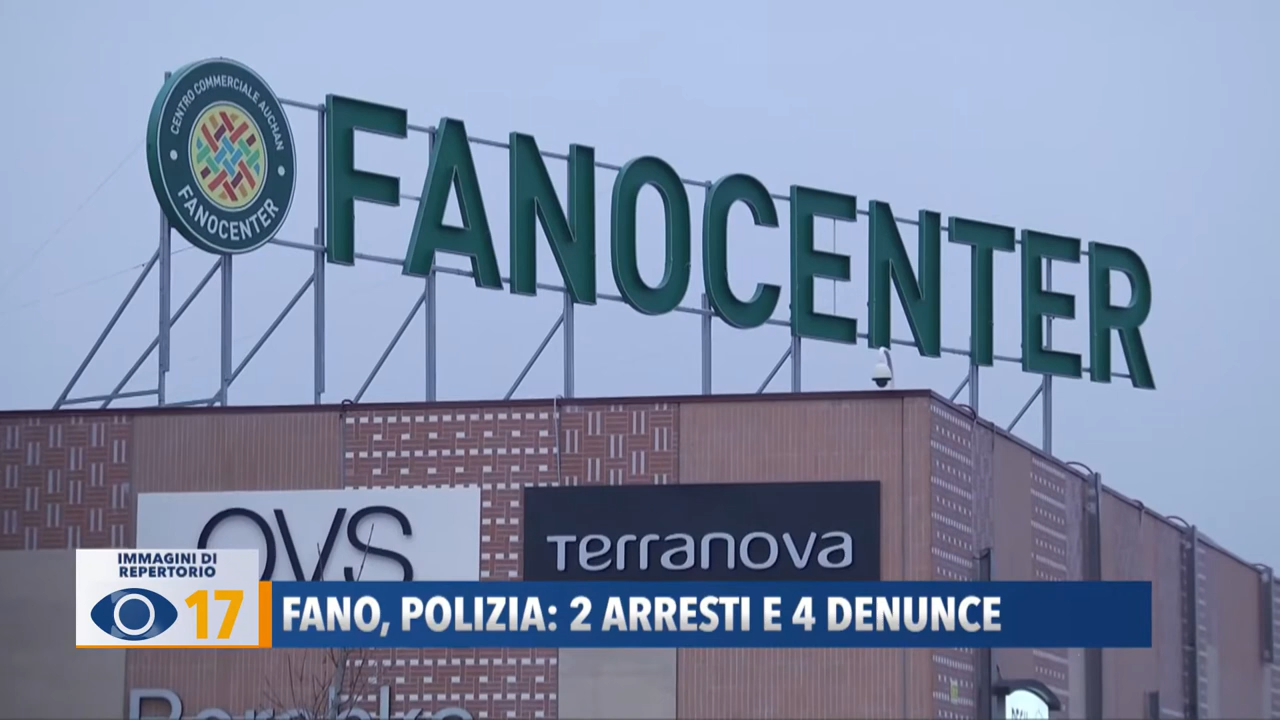 CENTRO COMMERCIALE AUCHAN
FANOCENTER
FANOCENTER
OVS
Terranova
IMMAGINI DI
REPERTORIO
17
FANO, POLIZIA: 2 ARRESTI E 4 DENUNCE